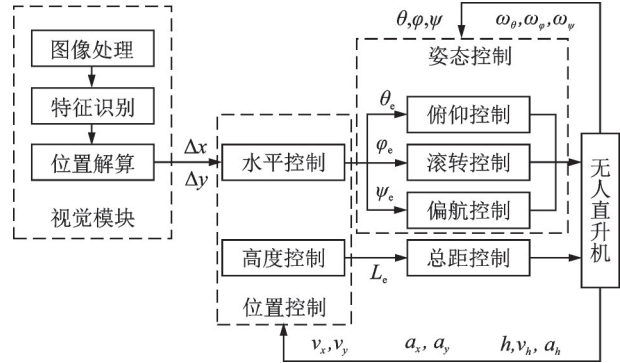 θ,φ,ψ
ω_θ,ω_φ,ω_ψ
图像处理
姿态控制
特征识别
θ_e
俯仰控制
位置解算
Δx
Δy
水平控制
φ_e
滚转控制
无人直升机
视觉模块
ψ_e
偏航控制
高度控制
L_e
总距控制
位置控制
v_x,v_y
a_x, a_y
h,v_h, a_h